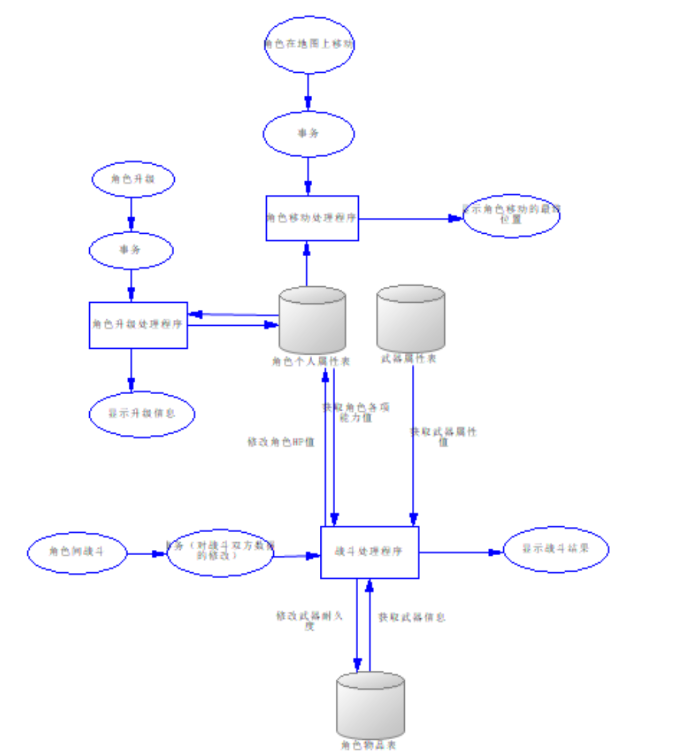 角色在地图上移动
事务
角色升级
角色移动处理程序
显示角色移动的最终
位置
事务
角色升级处理程序
角色个人属性表
武器属性表
显示升级信息
获取角色各项
能力值
修改角色HP值
获取武器属性
值
角色间战斗
事务（对战斗双方数据
的修改）
战斗处理程序
显示战斗结果
修改武器耐久
度
获取武器信息
角色物品表